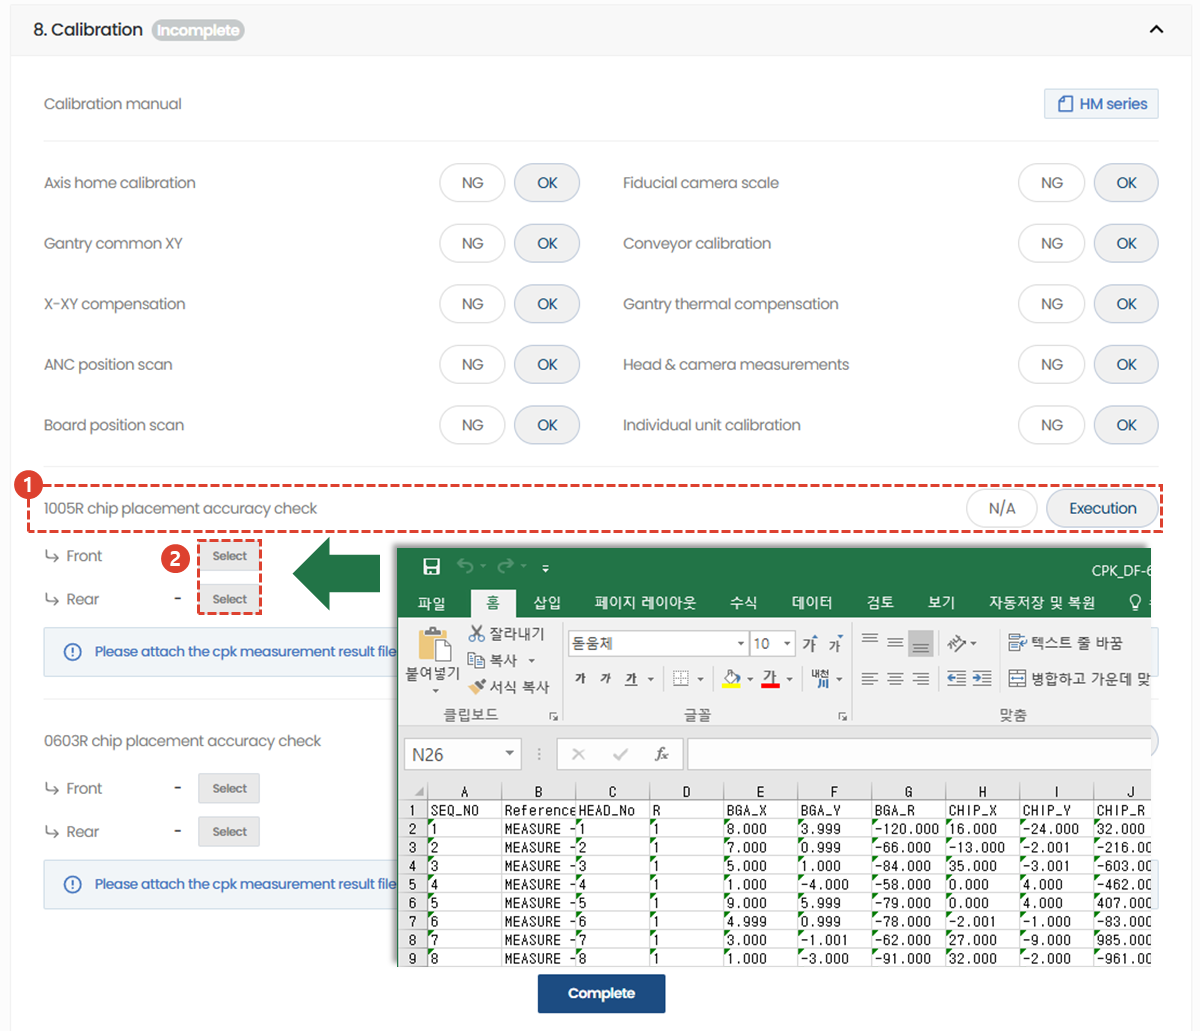 8. Calibration Incomplete
Calibration manual HM series
Axis home calibration NG OK Fiducial camera scale NG OK
Gantry common XY NG OK Conveyor calibration NG OK
X-XY compensation NG OK Gantry thermal compensation NG OK
ANC position scan NG OK Head & camera measurements NG OK
Board position scan NG OK Individual unit calibration NG OK
1
1005R chip placement accuracy check N/A Execution
Front 2 Select
Rear - Select
Please attach the cpk measurement result file
0603R chip placement accuracy check
Front - Select
Rear - Select
Please attach the cpk measurement result file
CPK_DF-6
파일 홈 삽입 페이지 레이아웃 수식 데이터 검토 보기 자동저장 및 복원
잘라내기
복사
서식 복사
붙여넣기
클립보드
돋움체 10 가 가
가 가 가 가 내천 川
글꼴
텍스트 줄 바꿈
병합하고 가운데 맞
맞춤
N26 fx
A B C D E F G H I J
1 SEQ_NO Reference HEAD_No R BGA_X BGA_Y BGA_R CHIP_X CHIP_Y CHIP_R
2 1 MEASURE - 1 1 8.000 3.999 -120.000 16.000 -24.000 32.000
3 2 MEASURE - 2 1 7.000 0.999 -66.000 -13.000 -2.001 -216.00
4 3 MEASURE - 3 1 5.000 1.000 -84.000 35.000 -3.001 -603.00
5 4 MEASURE - 4 1 1.000 -4.000 -58.000 0.000 4.000 -462.00
6 5 MEASURE - 5 1 9.000 5.999 -79.000 0.000 4.000 407.000
7 6 MEASURE - 6 1 4.999 0.999 -78.000 -2.001 -1.000 -83.000
8 7 MEASURE - 7 1 3.000 -1.001 -62.000 27.000 -9.000 985.000
9 8 MEASURE - 8 1 1.000 -3.000 -91.000 32.000 -2.000 -961.00
Complete